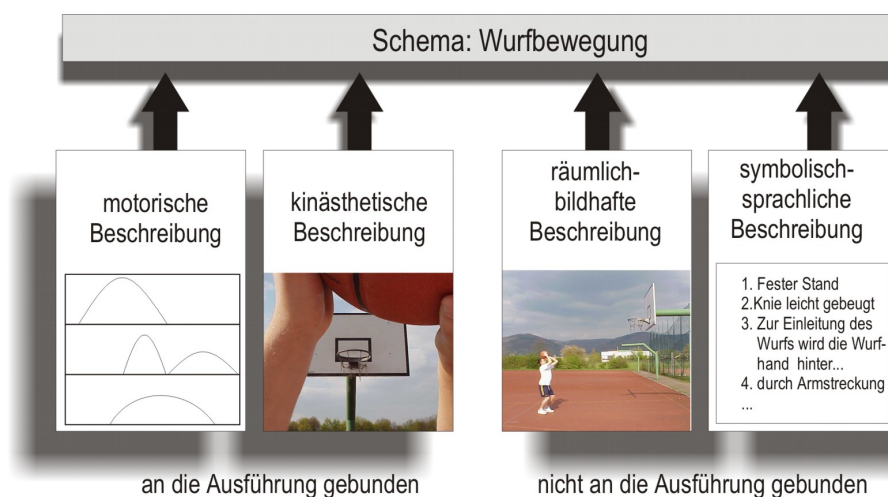 Schema: Wurfbewegung
motorische
Beschreibung
kinästhetische
Beschreibung
räumlich-
bildhafte
Beschreibung
symbolisch-
sprachliche
Beschreibung
1. Fester Stand
2.Knie leicht gebeugt
3. Zur Einleitung des
Wurfs wird die Wurf-
hand hinter...
4. durch Armstreckung
...
an die Ausführung gebunden
nicht an die Ausführung gebunden